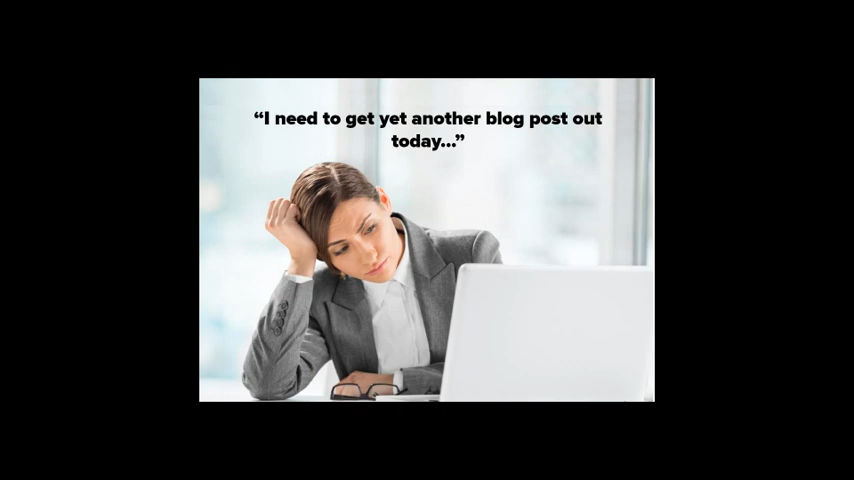 “I need to get yet another blog post out
today...”